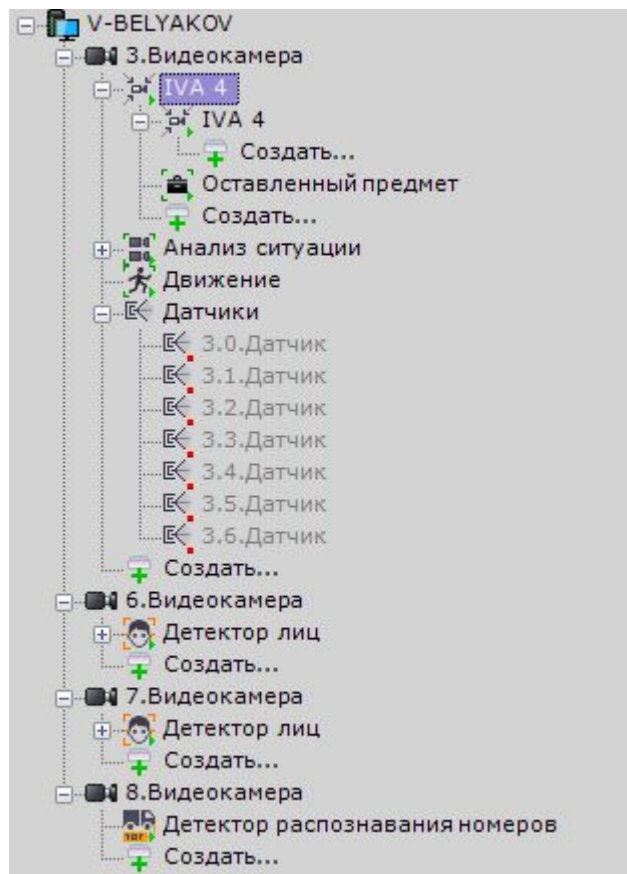 V-BELYAKOV
3.Видеокамера
IVA 4
IVA 4
Создать...
Оставленный предмет
Создать...
Анализ ситуации
Движение
Датчики
3.0.Датчик
3.1.Датчик
3.2.Датчик
3.3.Датчик
3.4.Датчик
3.5.Датчик
3.6.Датчик
Создать...
6.Видеокамера
Детектор лиц
Создать...
7.Видеокамера
Детектор лиц
Создать...
8.Видеокамера
Детектор распознавания номеров
Создать...